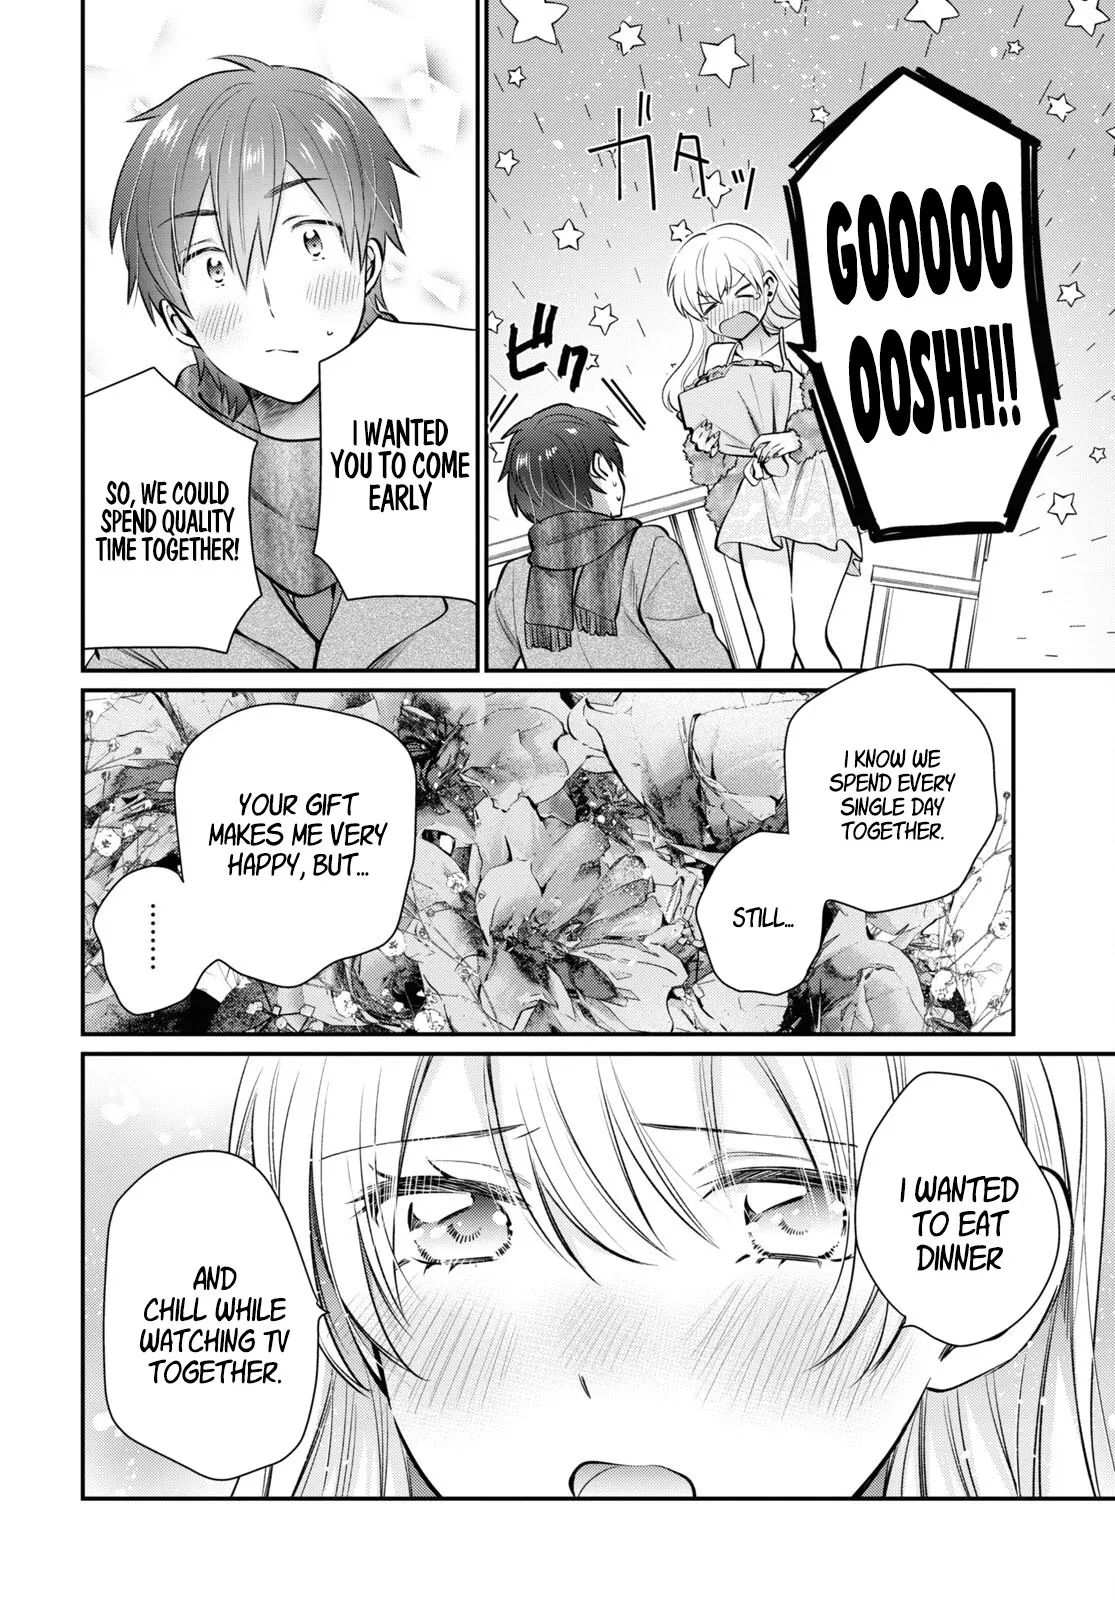 GOOOOO
OOSHH!!
ガタッ
ビク
I WANTED
YOU TO COME
EARLY
SO, WE COULD
SPEND QUALITY
TIME TOGETHER!
I KNOW WE
SPEND EVERY
SINGLE DAY
TOGETHER.
STILL...
YOUR GIFT
MAKES ME VERY
HAPPY, BUT...
.........
I WANTED
TO EAT
DINNER
AND
CHILL WHILE
WATCHING TV
TOGETHER.